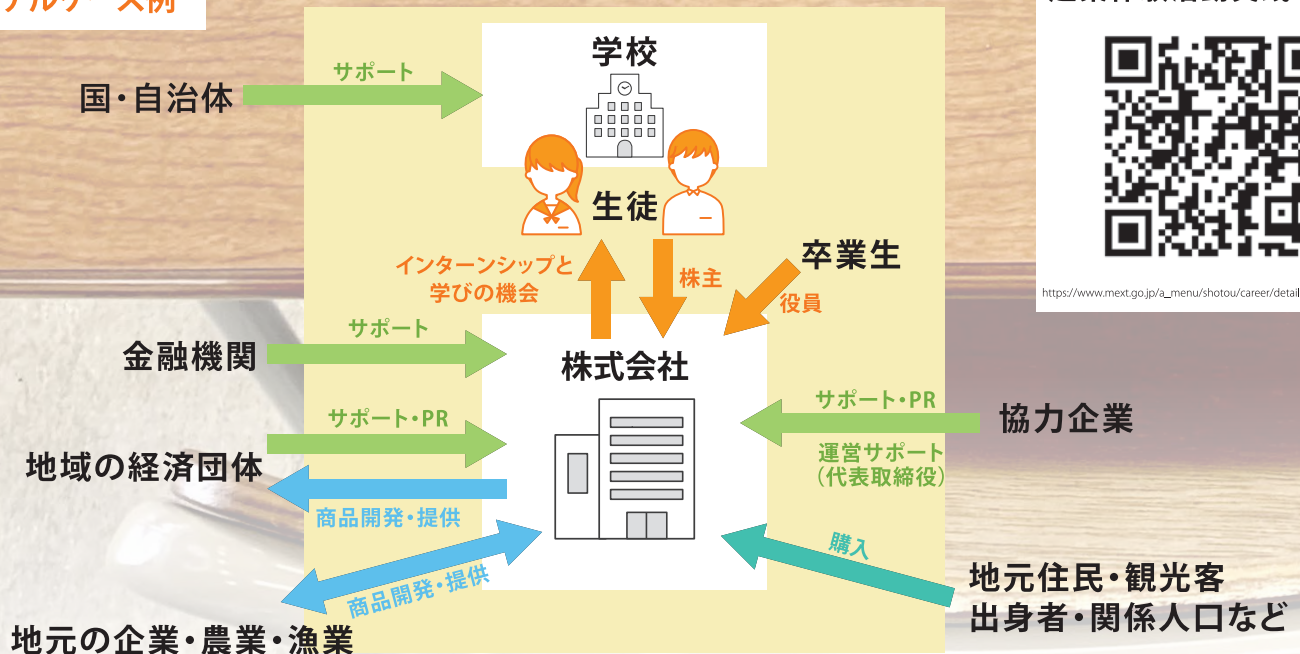 学校
サポート
国・自治体
生徒
インターンシップと
学びの機会
株主
卒業生
役員
https://www.mext.go.jp/a_menu/shotou/career/detail
サポート
金融機関
株式会社
サポート・PR
地域の経済団体
商品開発・提供
サポート・PR
協力企業
運営サポート
（代表取締役）
商品開発・提供
地元の企業・農業・漁業
購入
地元住民・観光客
出身者・関係人口など